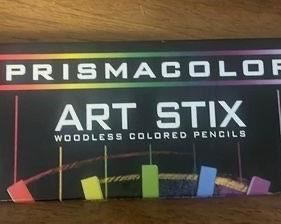 PRISMACOLOR
ART STIX
WOODLESS COLORED PENCILS